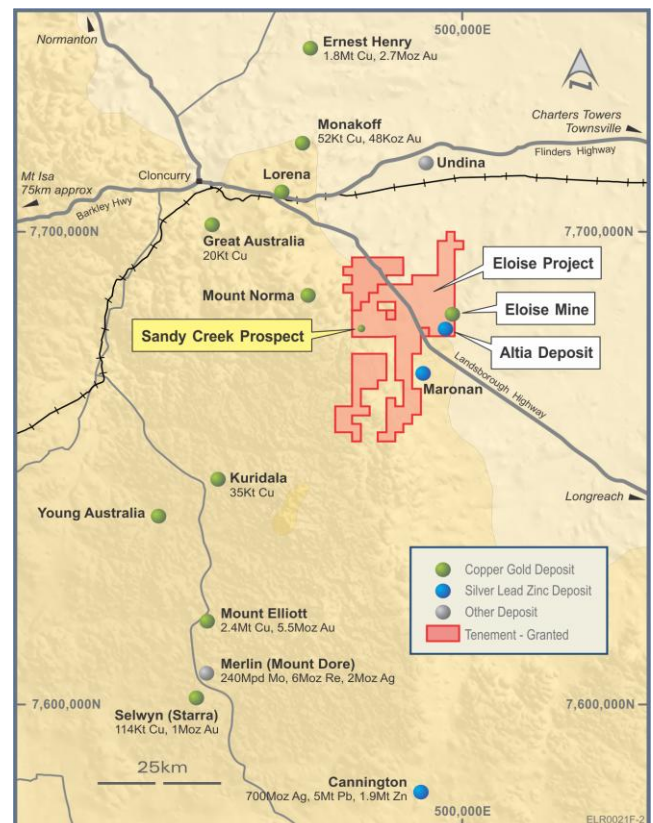 500,000E
Normanton
Ernest Henry
1.8Mt Cu, 2.7Moz Au
Z
Monakoff
52Kt Cu, 48Koz Au
Charters Towers
Townsville
Flinders Highway
Undina
Cloncurry
Lorena
Mt Isa
75km approx
Barkley Hwy
7,700,000N
7,700,000N
Great Australia
20Kt Cu
Eloise Project
Mount Norma
Eloise Mine
Sandy Creek Prospect
Altia Deposit
Landsborough Highway
Maronan
Kuridala
35Kt Cu
Longreach
Young Australia
Copper Gold Deposit
Silver Lead Zinc Deposit
Other Deposit
Tenement - Granted
Mount Elliott
2.4Mt Cu, 5.5Moz Au
Merlin (Mount Dore)
240Mpd Mo, 6Moz Re, 2Moz Ag
Selwyn (Starra)
114Kt Cu, 1Moz Au
7,600,000N
7,600,000N
25km
Cannington
700Moz Ag, 5Mt Pb, 1.9Mt Zn
500,000E
ELR0021F-2